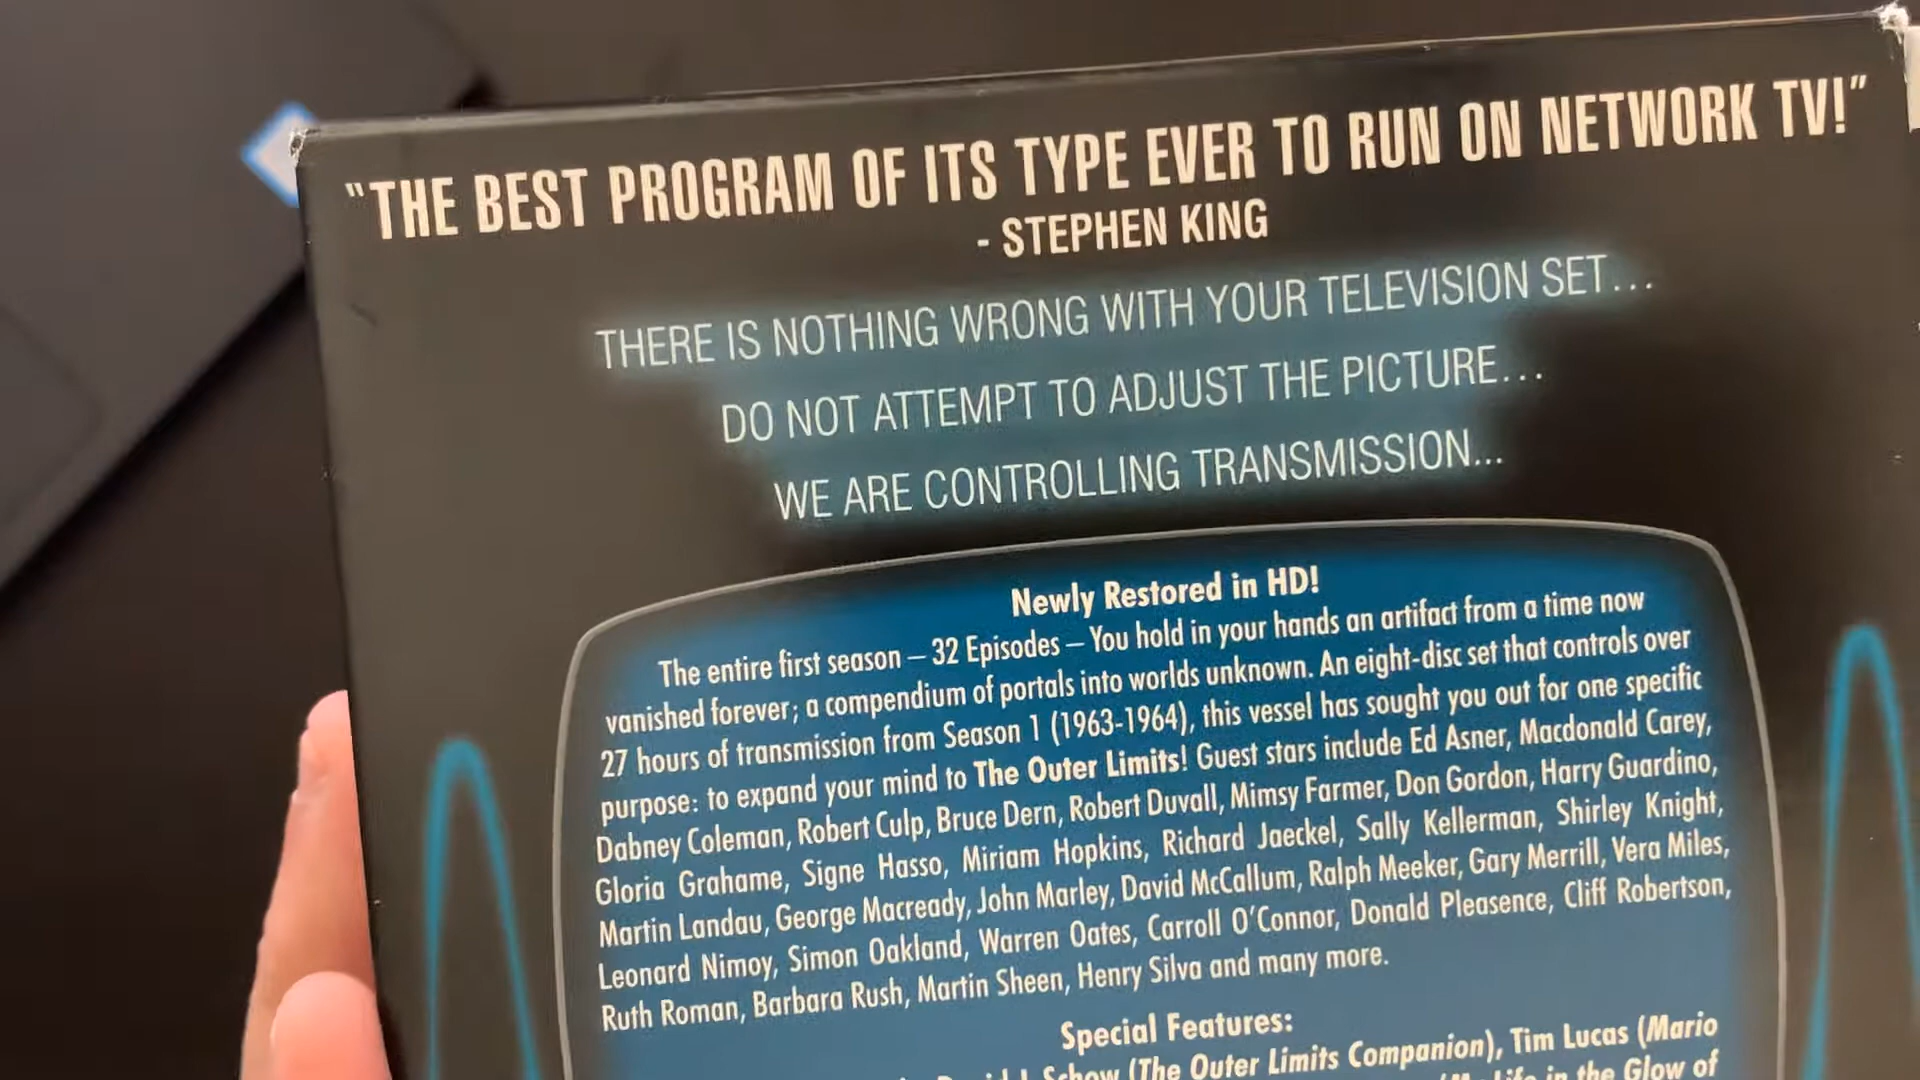 "THE BEST PROGRAM OF ITS TYPE EVER TO RUN ON NETWORK TV!"
- STEPHEN KING
THERE IS NOTHING WRONG WITH YOUR TELEVISION SET...
DO NOT ATTEMPT TO ADJUST THE PICTURE...
WE ARE CONTROLLING TRANSMISSION...
Newly Restored in HD!
The entire first season – 32 Episodes – You hold in your hands an artifact from a time now
vanished forever; a compendium of portals into worlds unknown. An eight-disc set that controls over
27 hours of transmission from Season 1 (1963-1964), this vessel has sought you out for one specific
purpose: to expand your mind to The Outer Limits! Guest stars include Ed Asner, Macdonald Carey,
Dabney Coleman, Robert Culp, Bruce Dern, Robert Duvall, Mimsy Farmer, Don Gordon, Harry Guardino,
Gloria Grahame, Signe Hasso, Miriam Hopkins, Richard Jaeckel, Sally Kellerman, Shirley Knight,
Martin Landau, George Macready, John Marley, David McCallum, Ralph Meeker, Gary Merrill, Vera Miles,
Leonard Nimoy, Simon Oakland, Warren Oates, Carroll O'Connor, Donald Pleasence, Cliff Robertson,
Ruth Roman, Barbara Rush, Martin Sheen, Henry Silva and many more.
Special Features:
Schow (The Outer Limits Companion), Tim Lucas (Mario
in the Glow of